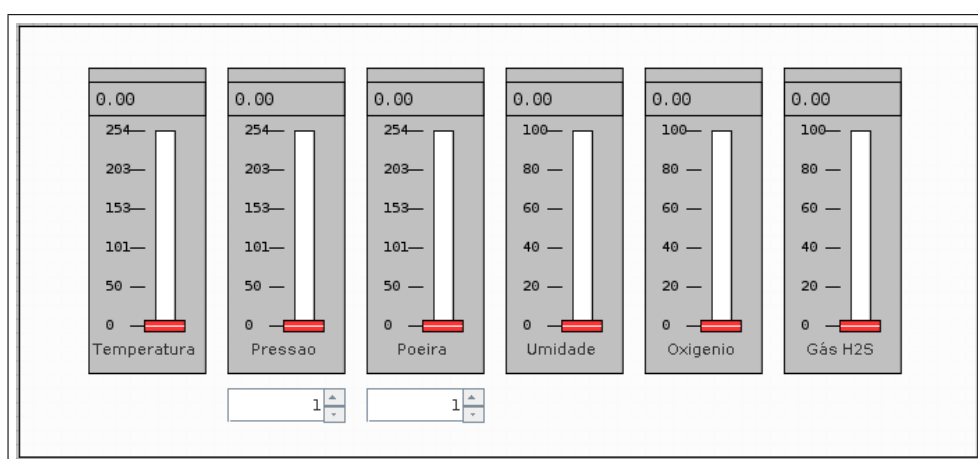 0.00 0.00 0.00 0.00 0.00 0.00
254 254 254 100 100 100
203 203 203 80 80 80
153 153 153 60 60 60
101 101 101 40 40 40
50 50 50 20 20 20
0 0 0 0 0 0
Temperatura Pressao Poeira Umidade Oxigenio Gás H2S
1 1